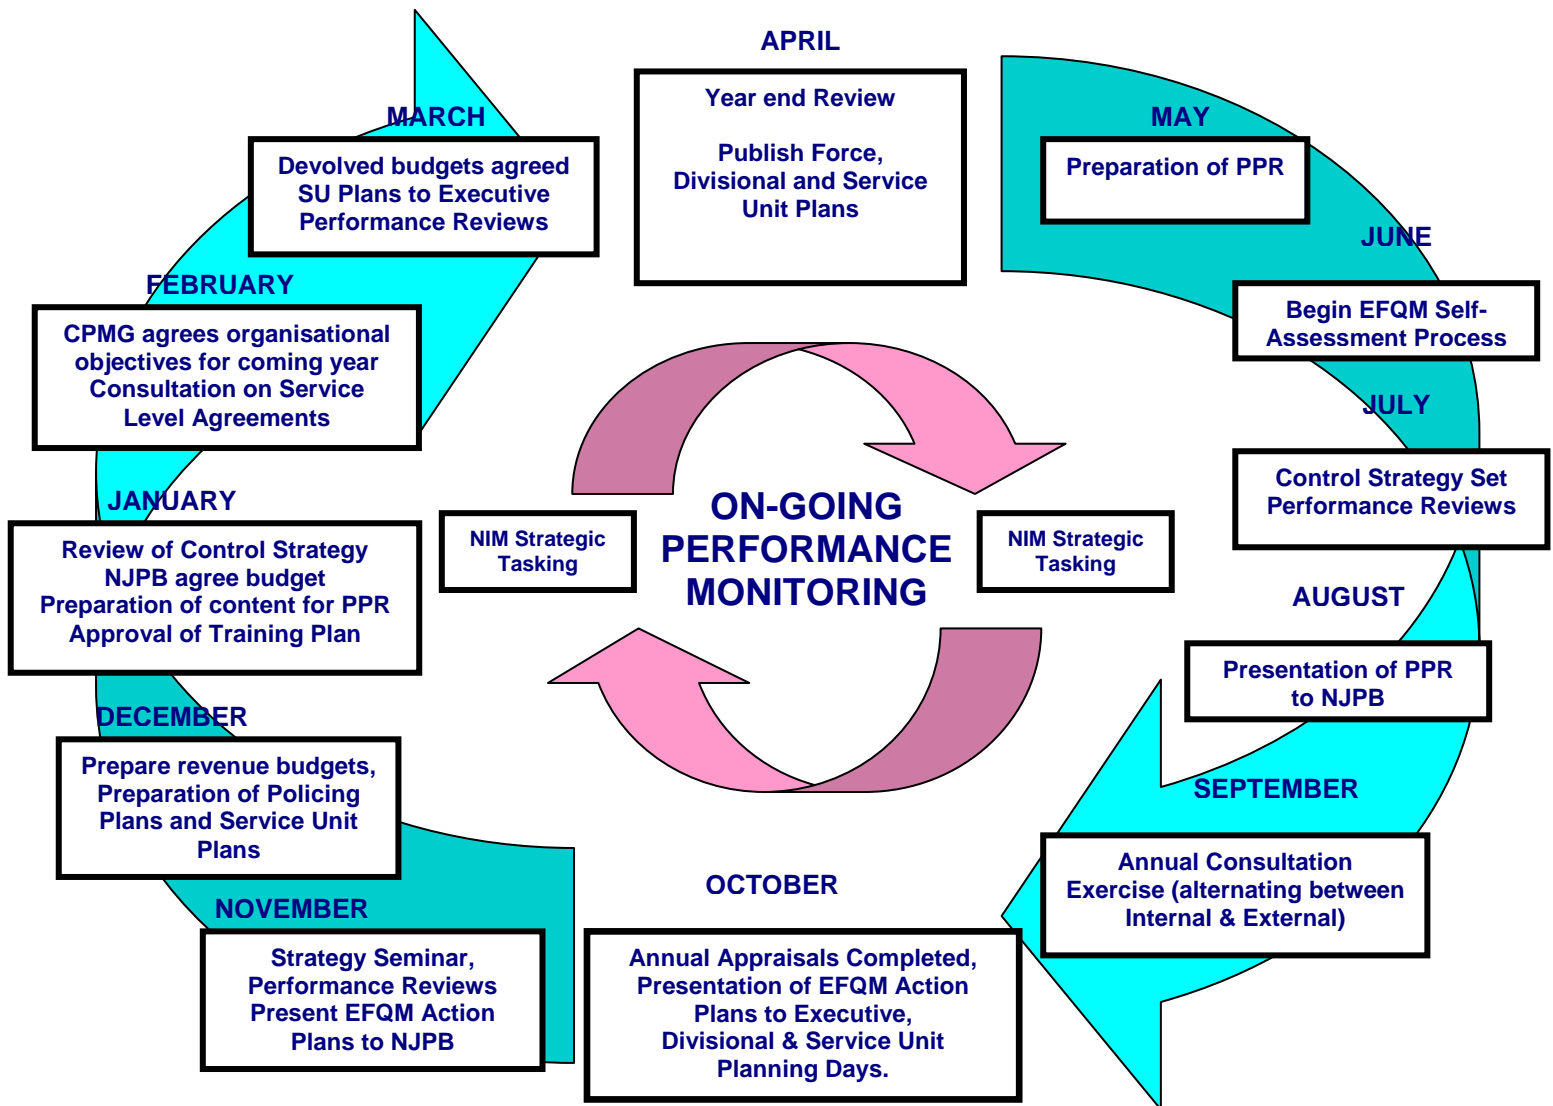 APRIL
Year end Review
Publish Force,
Divisional and Service
Unit Plans
MAY
Preparation of PPR
JUNE
Begin EFQM Self-
Assessment Process
JULY
Control Strategy Set
Performance Reviews
AUGUST
Presentation of PPR
to NJPB
SEPTEMBER
Annual Consultation
Exercise (alternating between
Internal & External)
OCTOBER
Annual Appraisals Completed,
Presentation of EFQM Action
Plans to Executive,
Divisional & Service Unit
Planning Days.
NOVEMBER
Strategy Seminar,
Performance Reviews
Present EFQM Action
Plans to NJPB
DECEMBER
Prepare revenue budgets,
Preparation of Policing
Plans and Service Unit
Plans
JANUARY
Review of Control Strategy
NJPB agree budget
Preparation of content for PPR
Approval of Training Plan
FEBRUARY
CPMG agrees organisational
objectives for coming year
Consultation on Service
Level Agreements
MARCH
Devolved budgets agreed
SU Plans to Executive
Performance Reviews
NIM Strategic
Tasking
ON-GOING
PERFORMANCE
MONITORING
NIM Strategic
Tasking